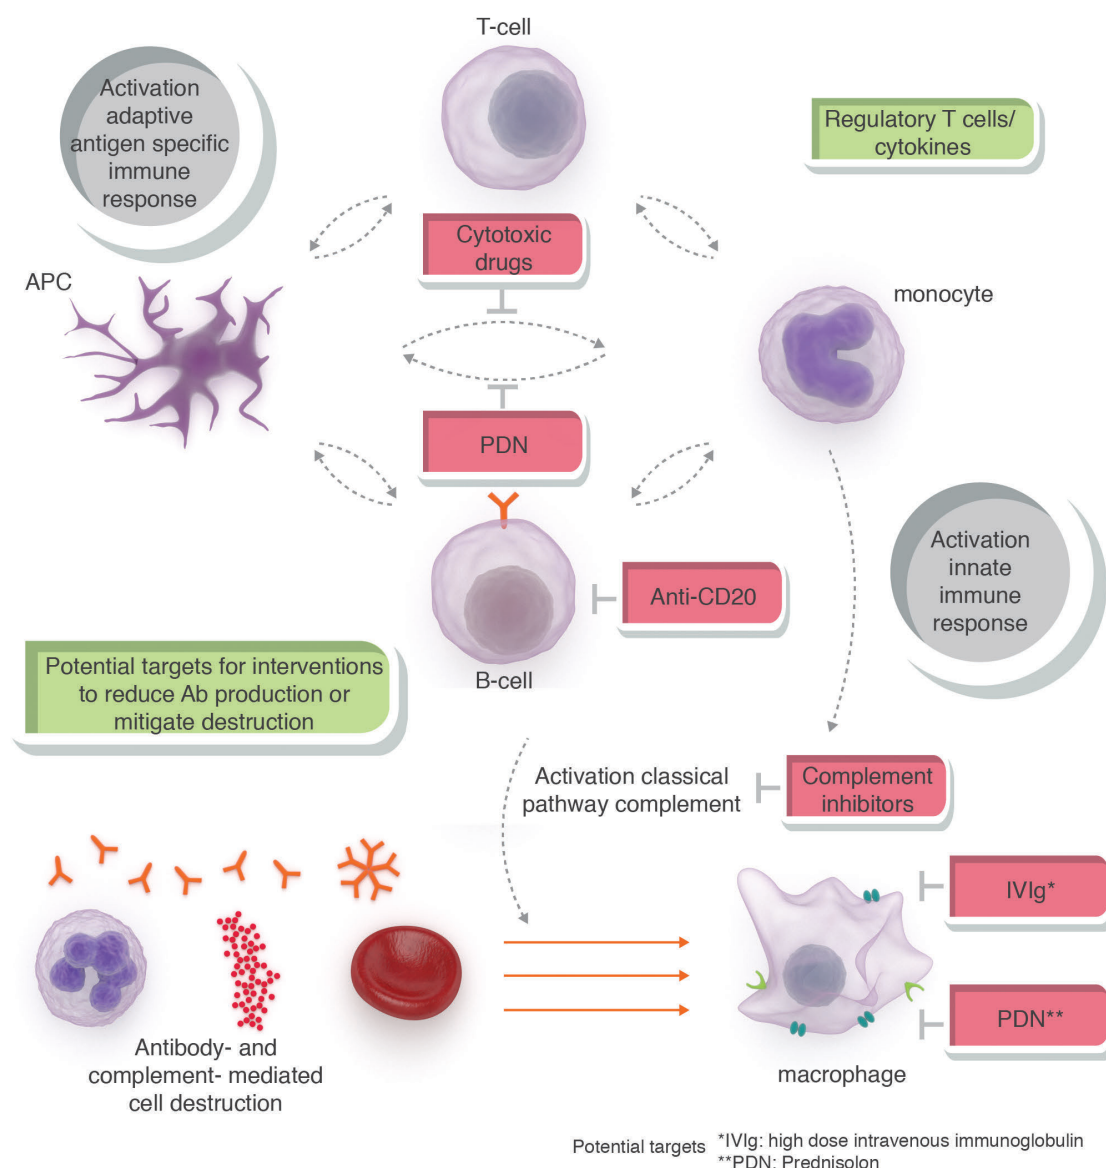 T-cell
Activation
adaptive
antigen specific
immune
response
Regulatory T cells/
cytokines
Cytotoxic
drugs
APC
monocyte
PDN
Activation
innate
immune
response
Anti-CD20
Potential targets for interventions
to reduce Ab production or
mitigate destruction
B-cell
Activation classical
pathway complement
Complement
inhibitors
IVIg*
PDN**
Antibody- and
complement- mediated
cell destruction
macrophage
Potential targets
*IVIg: high dose intravenous immunoglobulin
**PDN: Prednisolon